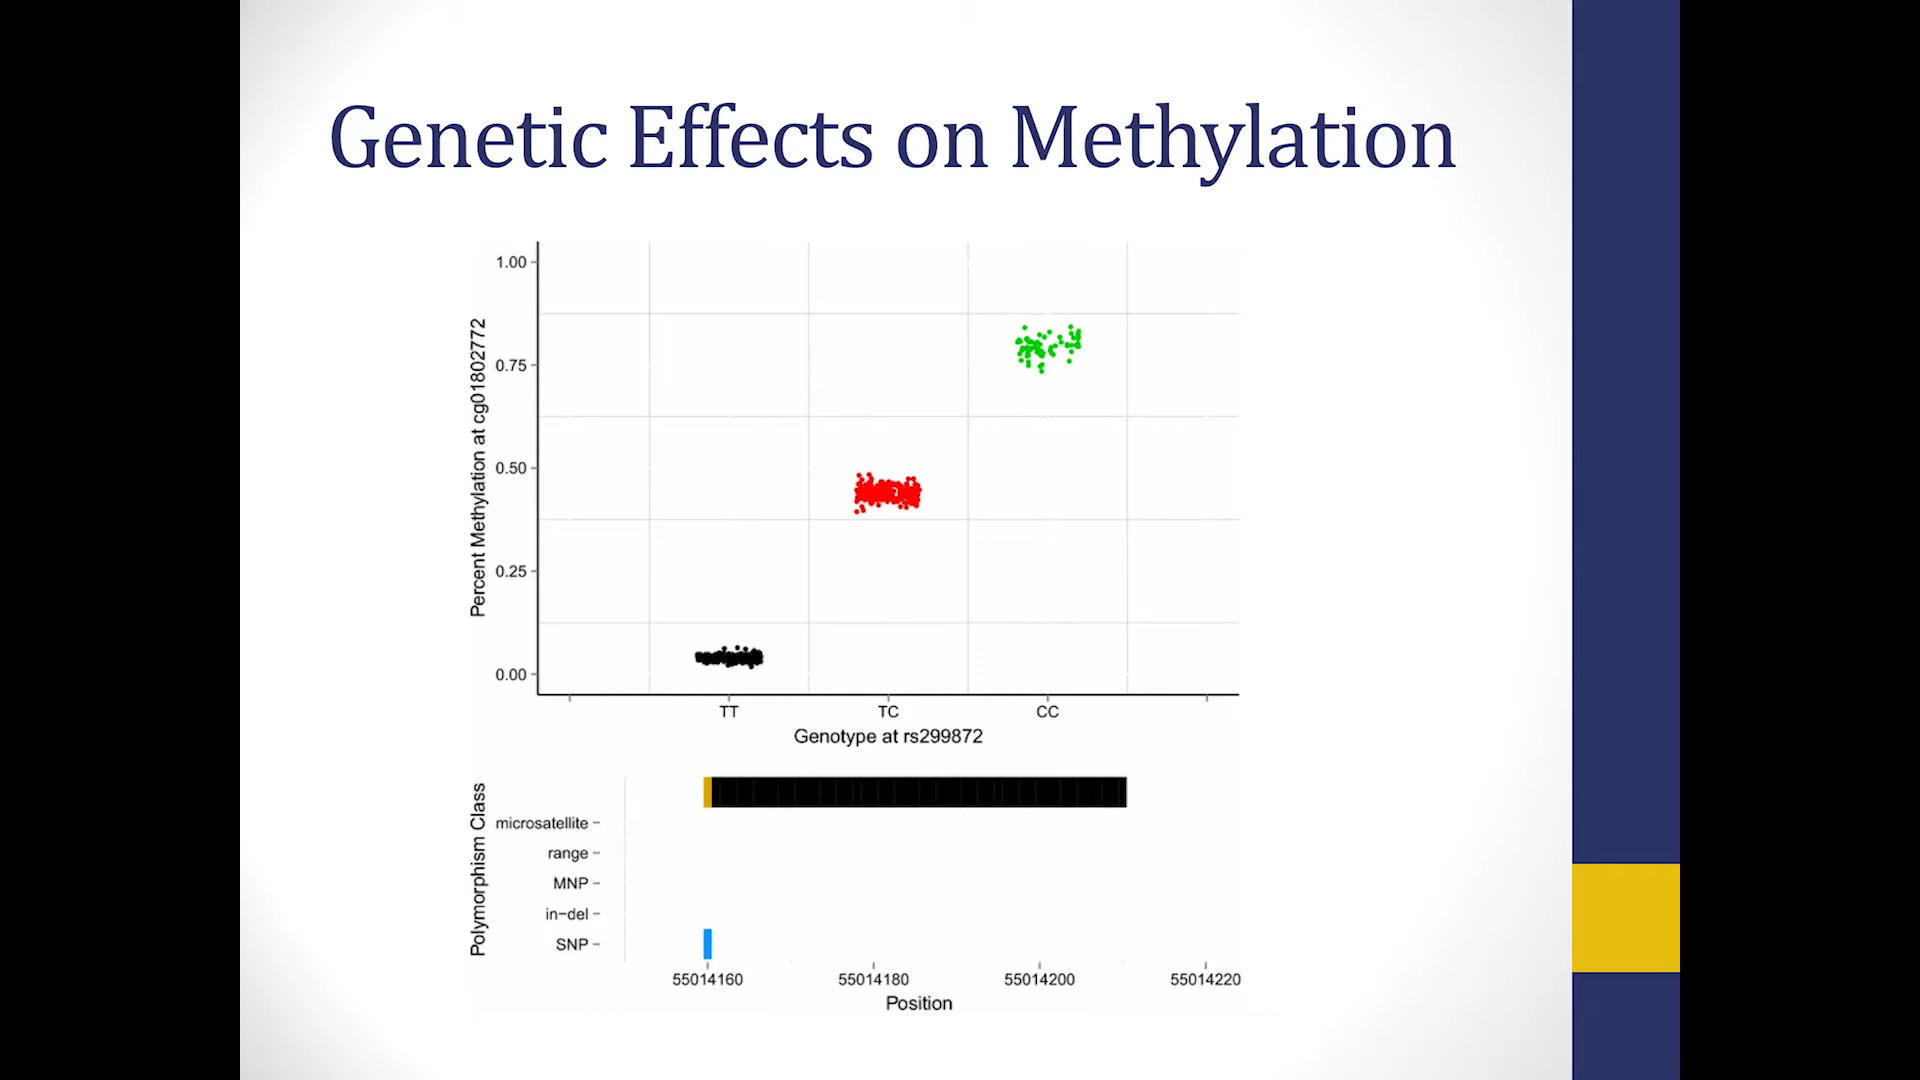 Genetic Effects on Methylation
Percent Methylation at cg01802772
1.00
0.75
0.50
0.25
0.00
TT TC CC
Genotype at rs299872
Polymorphism Class
microsatellite
range
MNP
in-del
SNP
55014160 55014180 55014200 55014220
Position